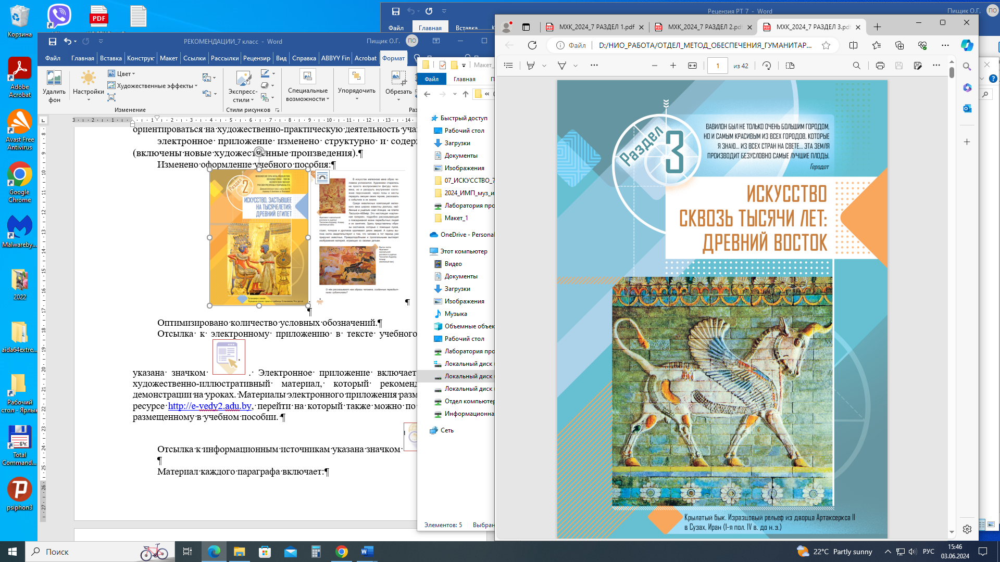 Корзина
Adobe Acrobat
Avast Free Antivirus
Google Chrome
Malwareby...
2022
aida64extre...
Рабочий стол - Ярлык
Total Command...
psiphon3
Рецензия РТ 7 - Word
Пищик О.Г.
ПО
Файл
Главная
Вставка
РЕКОМЕНДАЦИИ_7 класс - Word
Пищик О.Г.
ПО
Файл
Главная
Вставка
Конструк
Макет
Ссылки
Рассылки
Рецензир
Вид
Справка
ABBYY Fin
Acrobat
Формат
Удалить фон
Настройки
Цвет
Художественные эффекты
Изменение
Экспресс-стили
Стили рисунков
Специальные возможности
Упорядочить
Обрезать
Раз
ориентироваться на художественно-практическую деятельность уча
электронное приложение изменено структурно и содер
(включены новые художественные произведения).¶
Изменено оформление учебного пособия:¶
Раздел 2
ИСКУССТВО, ЗАСТЫВШЕЕ
НА ТЫСЯЧЕЛЕТИЯ:
ДРЕВНИЙ ЕГИПЕТ
Оптимизировано количество условных обозначений.¶
Отсылка к электронному приложению в тексте учебного
указана значком . Электронное приложение включает
художественно-иллюстративный материал, который рекоменд
демонстрации на уроках. Материалы электронного приложения разм
ресурсе http://e-vedy2.adu.by, перейти на который также можно по
размещенному в учебном пособии. ¶
Отсылка к информационным источникам указана значком
¶
Материал каждого параграфа включает:¶
Макет_
Файл
Главная
П
Быстрый доступ
Рабочий стол
Загрузки
Документы
Изображения
07_ИСКУССТВО_7
2024_ИМП_муз_и
Лаборатория про
Макет_1
OneDrive - Personal
Этот компьютер
Видео
Документы
Загрузки
Изображения
Музыка
Объемные объек
Рабочий стол
Лаборатория про
Локальный диск
Локальный диск
Локальный диск
Отдел компьютер
Информационна
Сеть
Элементов: 5
Выбран
МХК_2024_7 РАЗДЕЛ 1.pdf
МХК_2024_7 РАЗДЕЛ 2.pdf
МХК_2024_7 РАЗДЕЛ 3.pdf
Файл
D:/НИО_РАБОТА/ОТДЕЛ_МЕТОД_ОБЕСПЕЧЕНИЯ_ГУМАНИТАР...
1 из 42
Раздел 3
ВАВИЛОН БЫЛ НЕ ТОЛЬКО ОЧЕНЬ БОЛЬШИМ ГОРОДОМ,
НО И САМЫМ КРАСИВЫМ ИЗ ВСЕХ ГОРОДОВ, КОТОРЫЕ
Я ЗНАЮ... ИЗ ВСЕХ СТРАН НА СВЕТЕ... ЭТА ЗЕМЛЯ
ПРОИЗВОДИТ БЕЗУСЛОВНО САМЫЕ ЛУЧШИЕ ПЛОДЫ.
Геродот
ИСКУССТВО
СКВОЗЬ ТЫСЯЧИ ЛЕТ:
ДРЕВНИЙ ВОСТОК
Крылатый бык. Изразцовый рельеф из дворца Артаксеркса II
в Сузах, Иран (I-я пол. IV в. до н.э.)
Поиск
22°C Partly sunny
РУС
15:46
03.06.2024